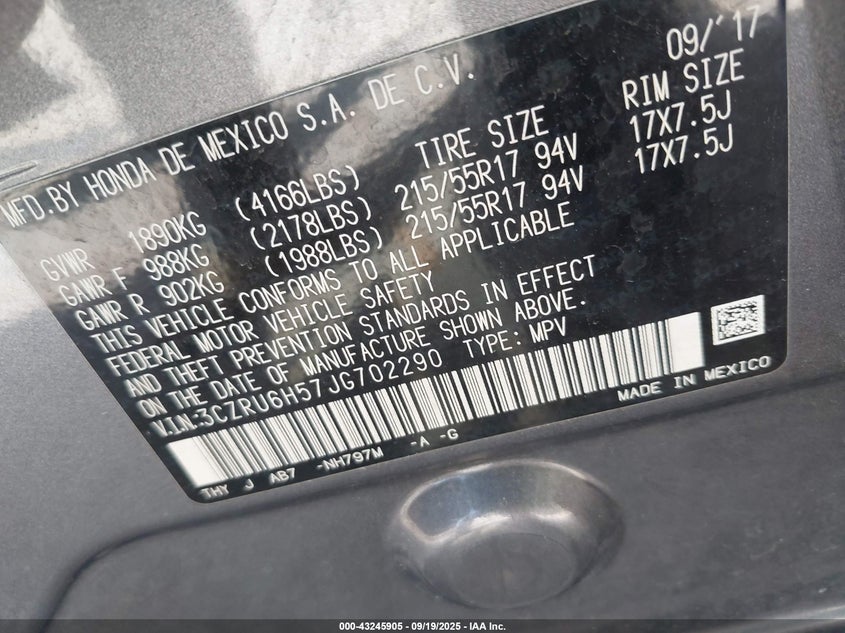 09/'17
MFD.BY HONDA DE MEXICO S.A. DE C.V.
TIRE SIZE RIM SIZE
GVWR 1890KG (4166LBS)
GAWR F 988KG (2178LBS) 215/55R17 94V 17X7.5J
GAWR R 902KG (1988LBS) 215/55R17 94V 17X7.5J
THIS VEHICLE CONFORMS TO ALL APPLICABLE
FEDERAL MOTOR VEHICLE SAFETY
AND THEFT PREVENTION STANDARDS IN EFFECT
ON THE DATE OF MANUFACTURE SHOWN ABOVE.
V.I.N.3CZRU6H57JG702290 TYPE: MPV
THY J AB7 -NH797M -A -G MADE IN MEXICO
000-43245905 - 09/19/2025 - IAA Inc.